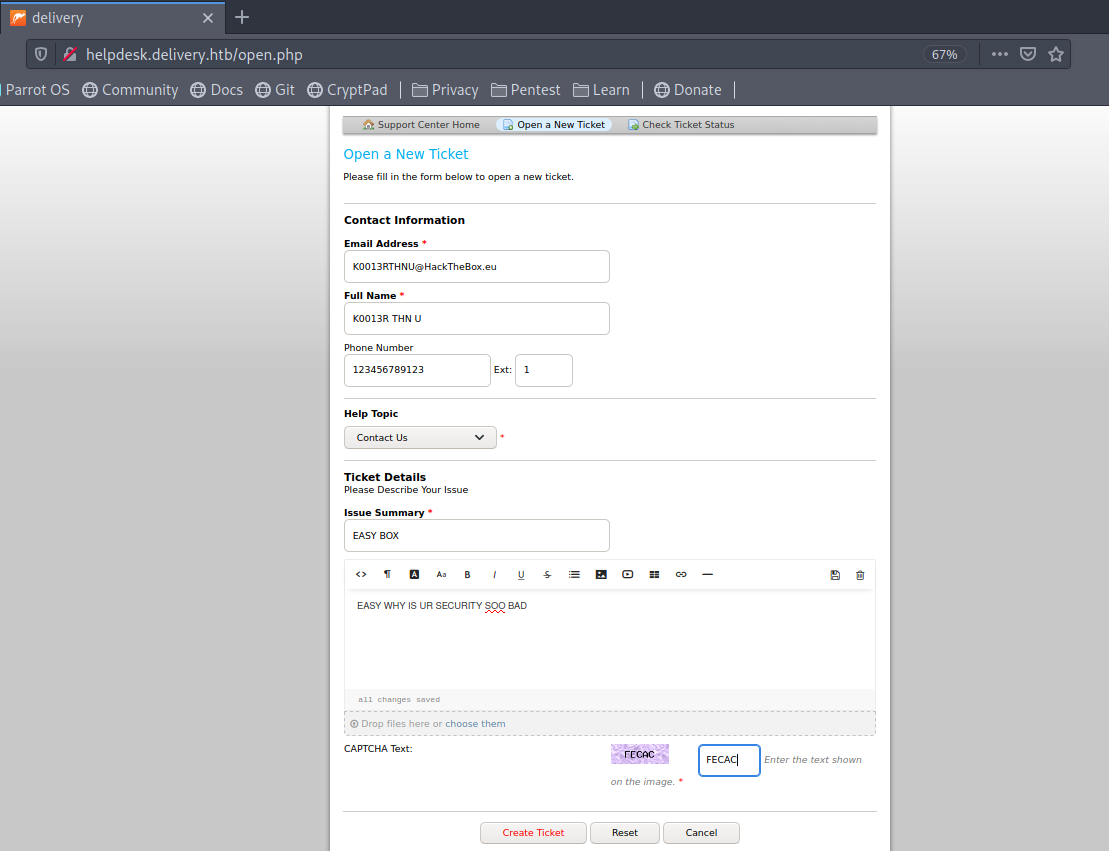 delivery
helpdesk.delivery.htb/open.php 67%
Parrot OS Community Docs Git CryptPad Privacy Pentest Learn Donate
Support Center Home Open a New Ticket Check Ticket Status
Open a New Ticket
Please fill in the form below to open a new ticket.
Contact Information
Email Address *
K0013RTHNU@HackTheBox.eu
Full Name *
K0013R THN U
Phone Number
123456789123 Ext: 1
Help Topic
Contact Us *
Ticket Details
Please Describe Your Issue
Issue Summary *
EASY BOX
<> ¶ A Aa B I U S
EASY WHY IS UR SECURITY SOO BAD
all changes saved
Drop files here or choose them
CAPTCHA Text: FECAC FECAC Enter the text shown
on the image. *
Create Ticket Reset Cancel